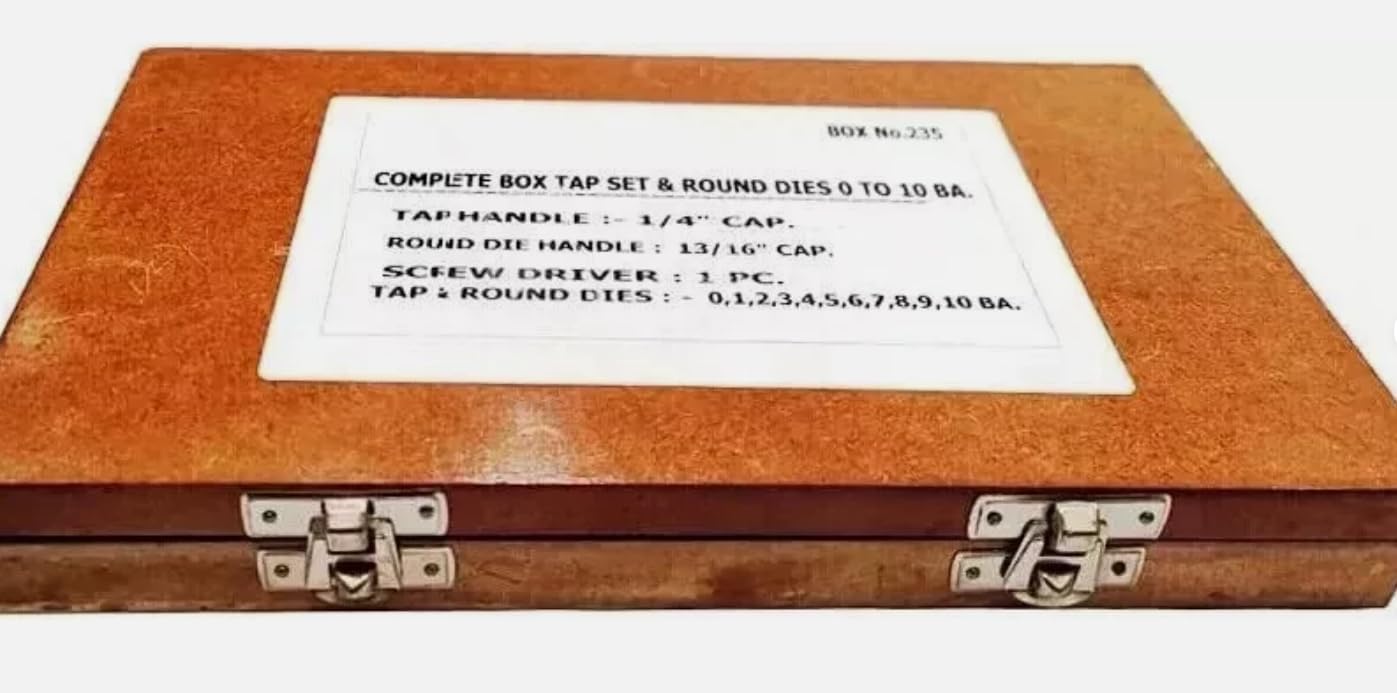 BOX No.235
COMPLETE BOX TAP SET & ROUND DIES 0 TO 10 BA.
TAP HANDLE :- 1/4" CAP.
ROUND DIE HANDLE : 13/16" CAP.
SCREW DRIVER : 1 PC.
TAP & ROUND DIES : - 0,1,2,3,4,5,6,7,8,9,10 BA.